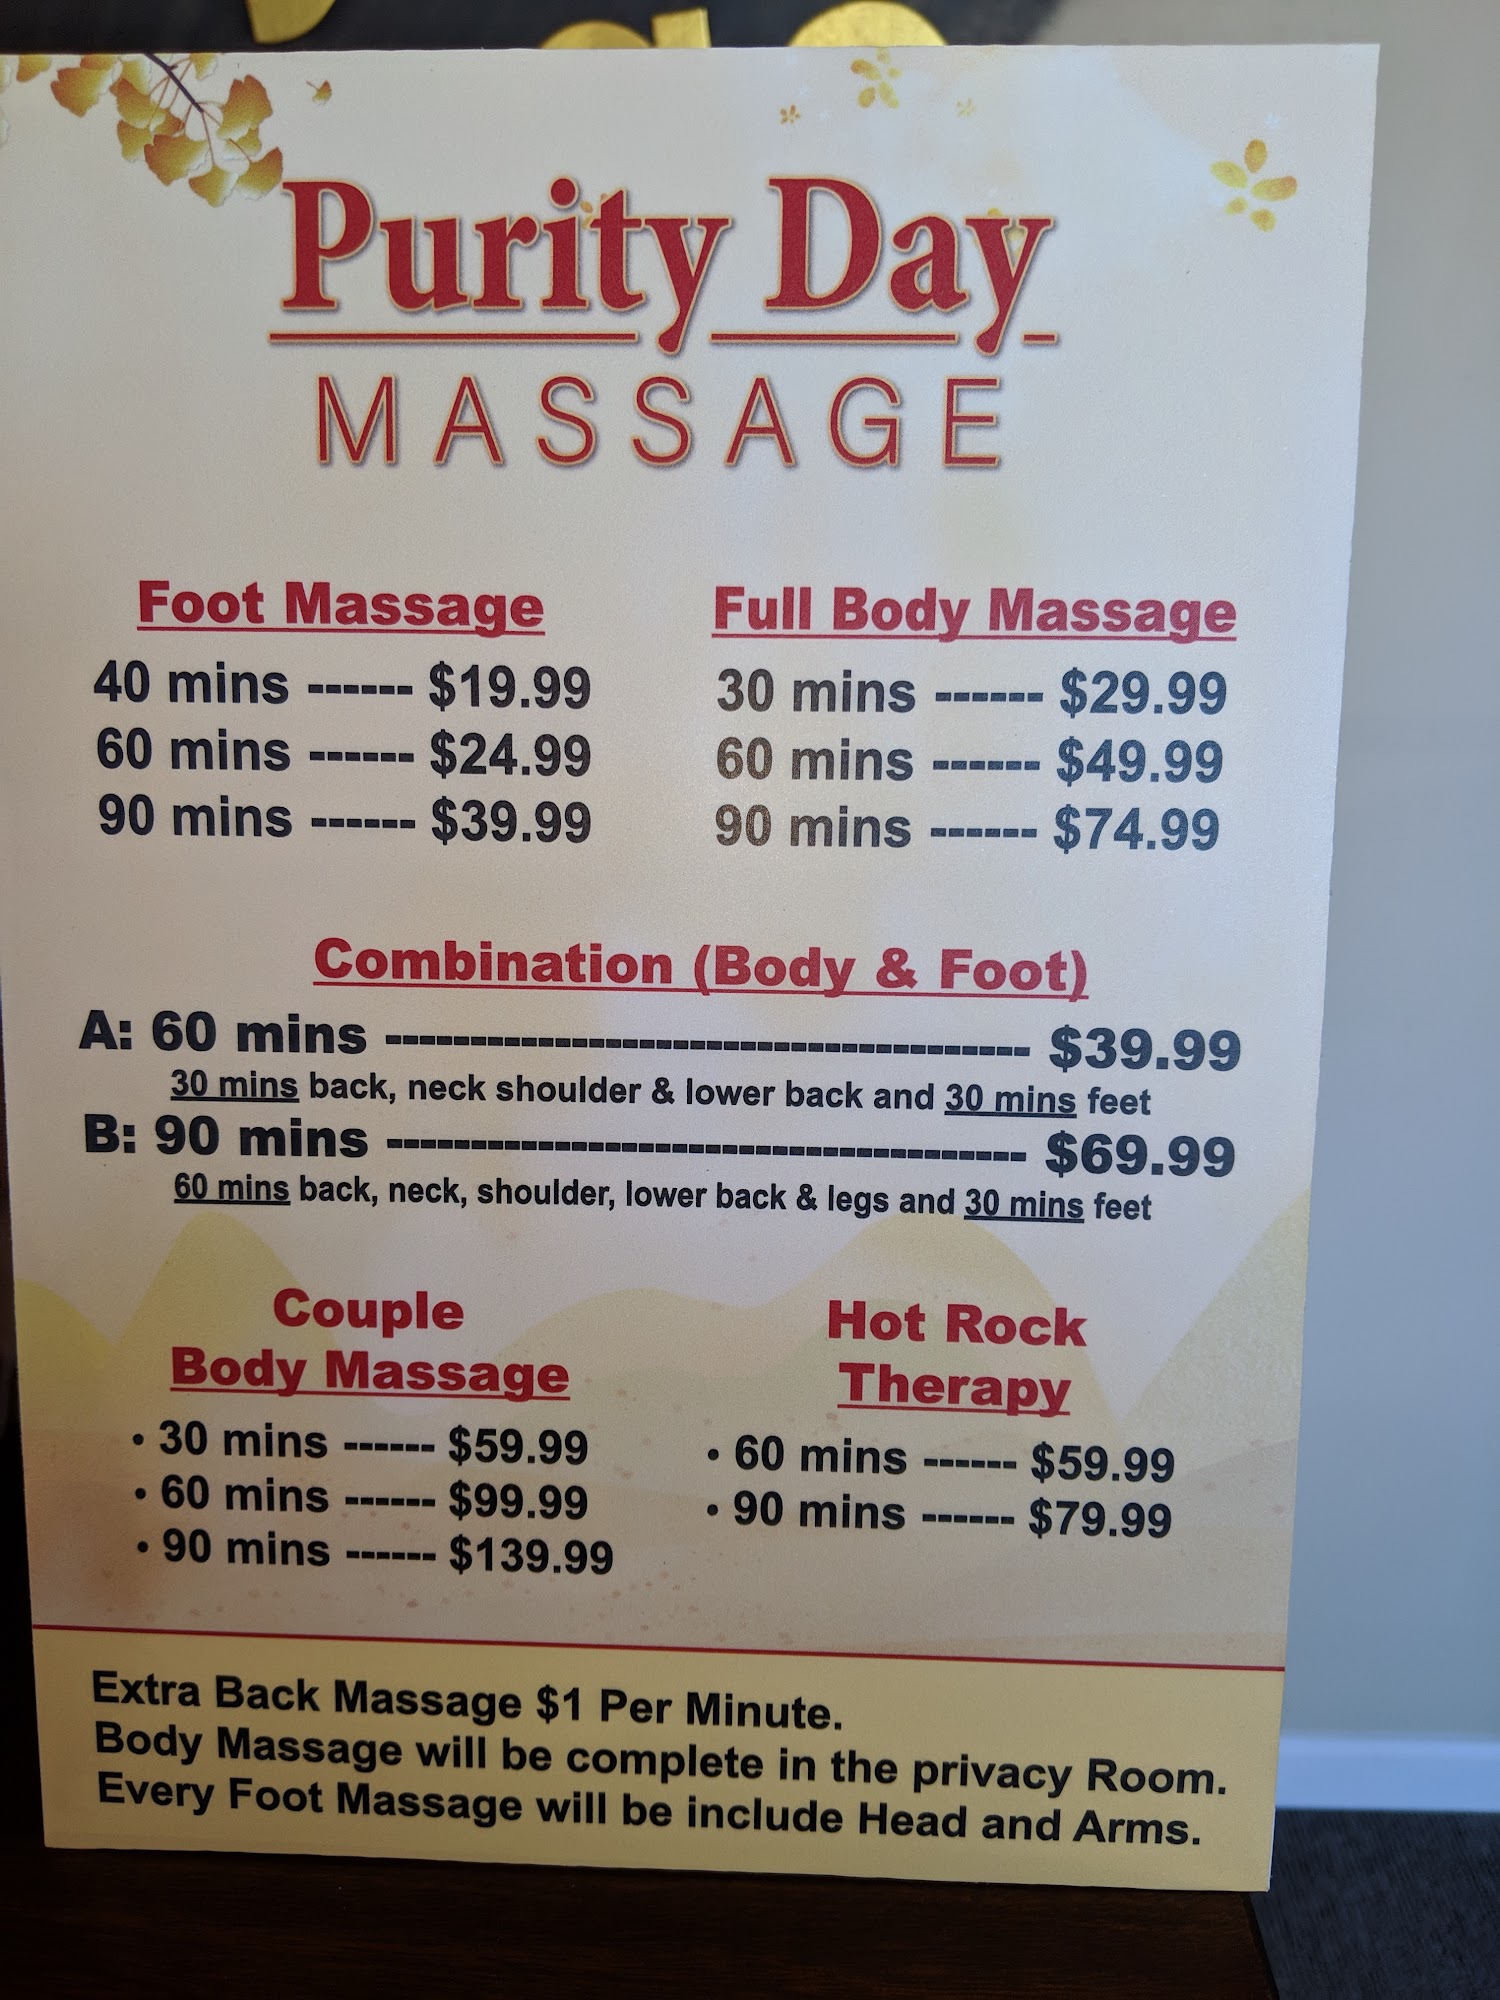 Purity Day
MASSAGE
Foot Massage
40 mins ------ $19.99
60 mins ------ $24.99
90 mins ------ $39.99
Full Body Massage
30 mins ------ $29.99
60 mins ------ $49.99
90 mins ------ $74.99
Combination (Body & Foot)
A: 60 mins -------------------------------------- $39.99
30 mins back, neck shoulder & lower back and 30 mins feet
B: 90 mins -------------------------------------- $69.99
60 mins back, neck, shoulder, lower back & legs and 30 mins feet
Couple
Body Massage
• 30 mins ------ $59.99
• 60 mins ------ $99.99
• 90 mins ------ $139.99
Hot Rock
Therapy
• 60 mins ------ $59.99
• 90 mins ------ $79.99
Extra Back Massage $1 Per Minute.
Body Massage will be complete in the privacy Room.
Every Foot Massage will be include Head and Arms.